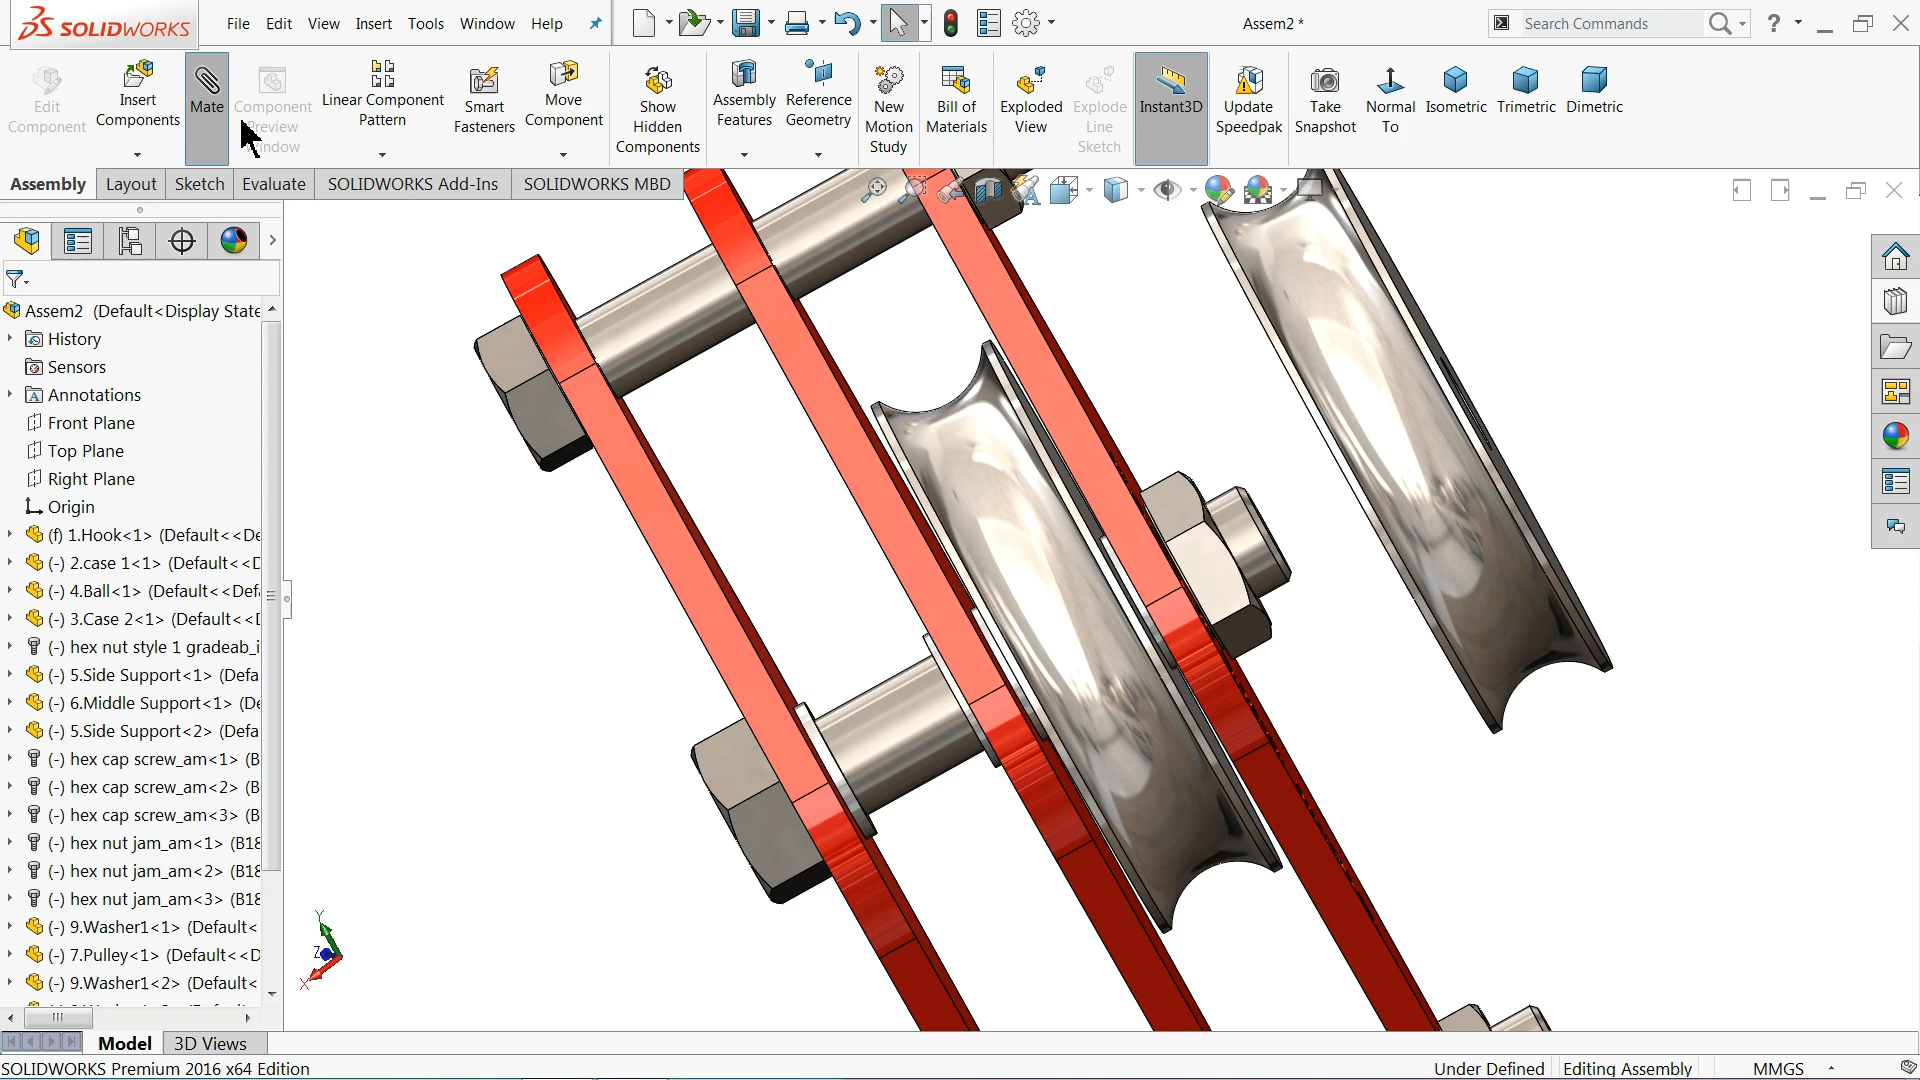 SOLIDWORKS
File Edit View Insert Tools Window Help
Assem2 *
Search Commands
?
Edit Component
Insert Components
Mate
Component Preview Window
Linear Component Pattern
Smart Fasteners
Move Component
Show Hidden Components
Assembly Features
Reference Geometry
New Motion Study
Bill of Materials
Exploded View
Explode Line Sketch
Instant3D
Update Speedpak
Take Snapshot
Normal To
Isometric
Trimetric
Dimetric
Assembly Layout Sketch Evaluate SOLIDWORKS Add-Ins SOLIDWORKS MBD
Assem2 (Default<Display State
History
Sensors
Annotations
Front Plane
Top Plane
Right Plane
Origin
(f) 1.Hook<1> (Default<<De
(-) 2.case 1<1> (Default<<D
(-) 4.Ball<1> (Default<<Def
(-) 3.Case 2<1> (Default<<D
(-) hex nut style 1 gradeab_i
(-) 5.Side Support<1> (Defa
(-) 6.Middle Support<1> (De
(-) 5.Side Support<2> (Defa
(-) hex cap screw_am<1> (B
(-) hex cap screw_am<2> (B
(-) hex cap screw_am<3> (B
(-) hex nut jam_am<1> (B18
(-) hex nut jam_am<2> (B18
(-) hex nut jam_am<3> (B18
(-) 9.Washer1<1> (Default<
(-) 7.Pulley<1> (Default<<D
(-) 9.Washer1<2> (Default<
Y
Z
X
Model 3D Views
SOLIDWORKS Premium 2016 x64 Edition
Under Defined Editing Assembly MMGS